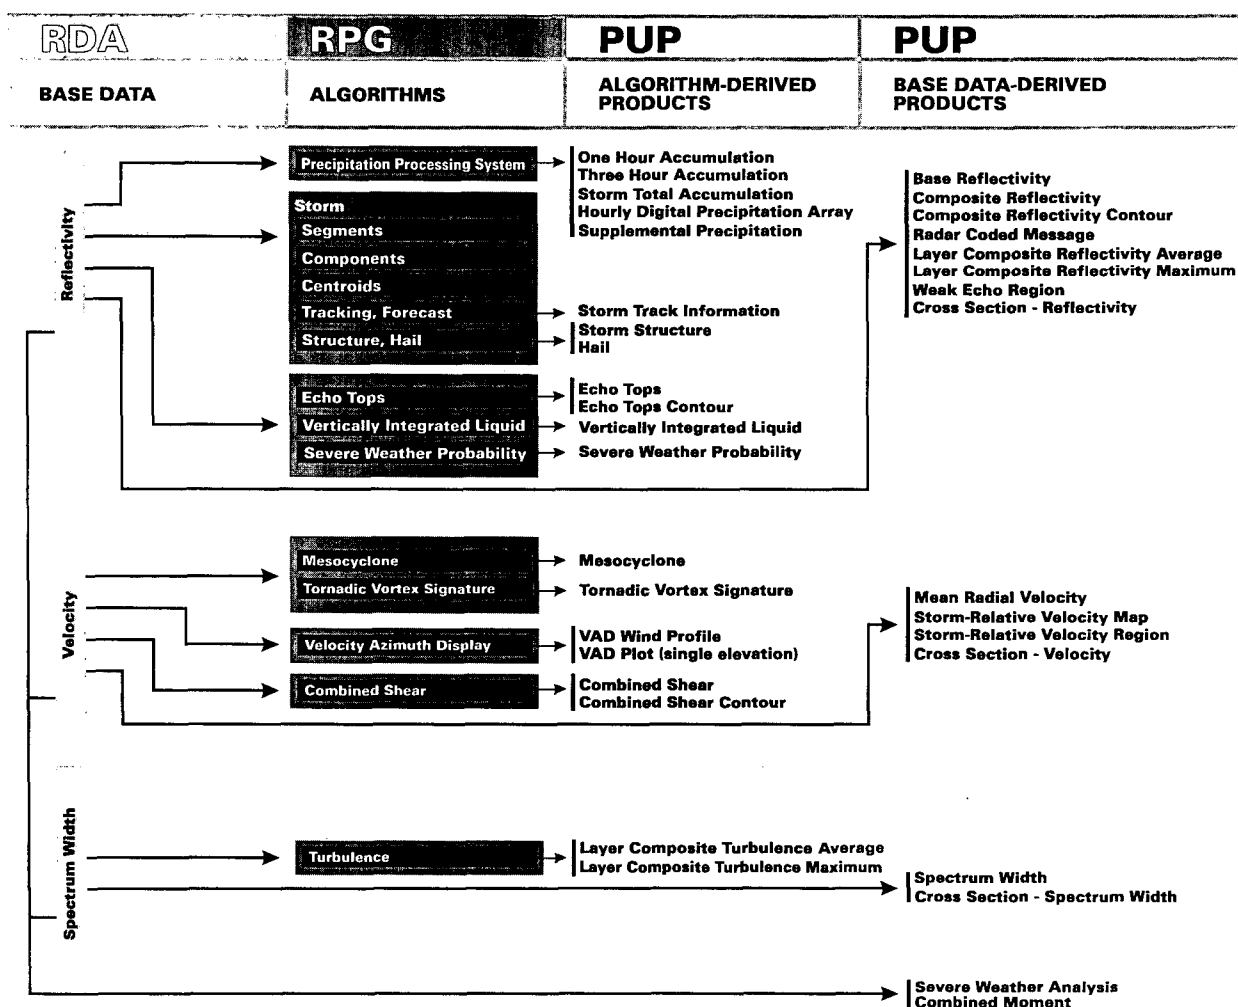 RDA
RPG
PUP
PUP
BASE DATA
ALGORITHMS
ALGORITHM-DERIVED
PRODUCTS
BASE DATA-DERIVED
PRODUCTS
Reflectivity
Precipitation Processing System
Storm
Segments
Components
Centroids
Tracking, Forecast
Structure, Hail
Echo Tops
Vertically Integrated Liquid
Severe Weather Probability
One Hour Accumulation
Three Hour Accumulation
Storm Total Accumulation
Hourly Digital Precipitation Array
Supplemental Precipitation
Storm Track Information
Storm Structure
Hail
Echo Tops
Echo Tops Contour
Vertically Integrated Liquid
Severe Weather Probability
Base Reflectivity
Composite Reflectivity
Composite Reflectivity Contour
Radar Coded Message
Layer Composite Reflectivity Average
Layer Composite Reflectivity Maximum
Weak Echo Region
Cross Section - Reflectivity
Velocity
Mesocyclone
Tornadic Vortex Signature
Velocity Azimuth Display
Combined Shear
Mesocyclone
Tornadic Vortex Signature
VAD Wind Profile
VAD Plot (single elevation)
Combined Shear
Combined Shear Contour
Mean Radial Velocity
Storm-Relative Velocity Map
Storm-Relative Velocity Region
Cross Section - Velocity
Spectrum Width
Turbulence
Layer Composite Turbulence Average
Layer Composite Turbulence Maximum
Spectrum Width
Cross Section - Spectrum Width
Severe Weather Analysis
Combined Moment